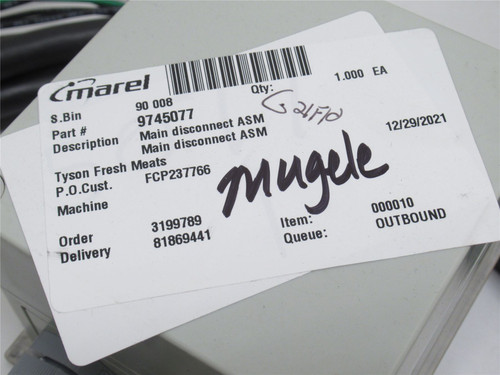 marel
Qty: 1.000 EA
S.Bin 90 008
Part # 9745077
Description Main disconnect ASM
Main disconnect ASM
12/29/2021
Tyson Fresh Meats
P.O.Cust. FCP237766
Machine
Mugele
Order 3199789 Item: 000010
Delivery 81869441 Queue: OUTBOUND